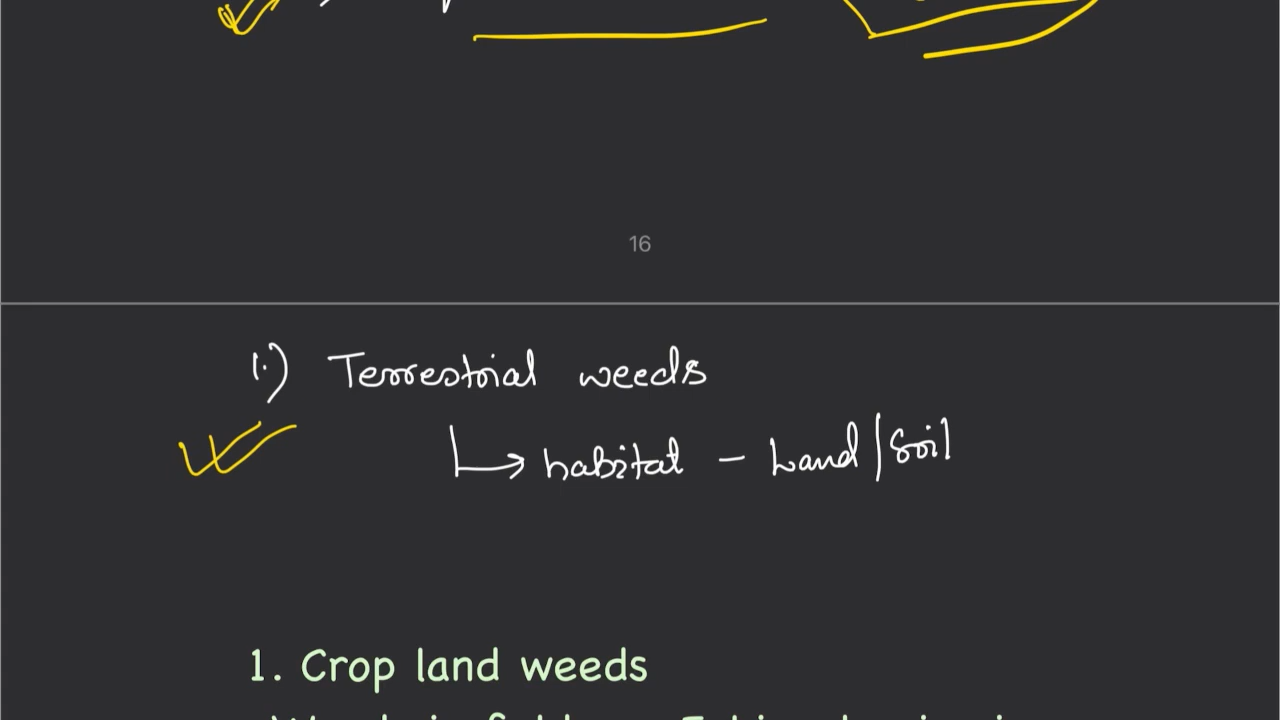 16
1.) Terrestrial weeds
habitat - Land/Soil
1. Crop land weeds